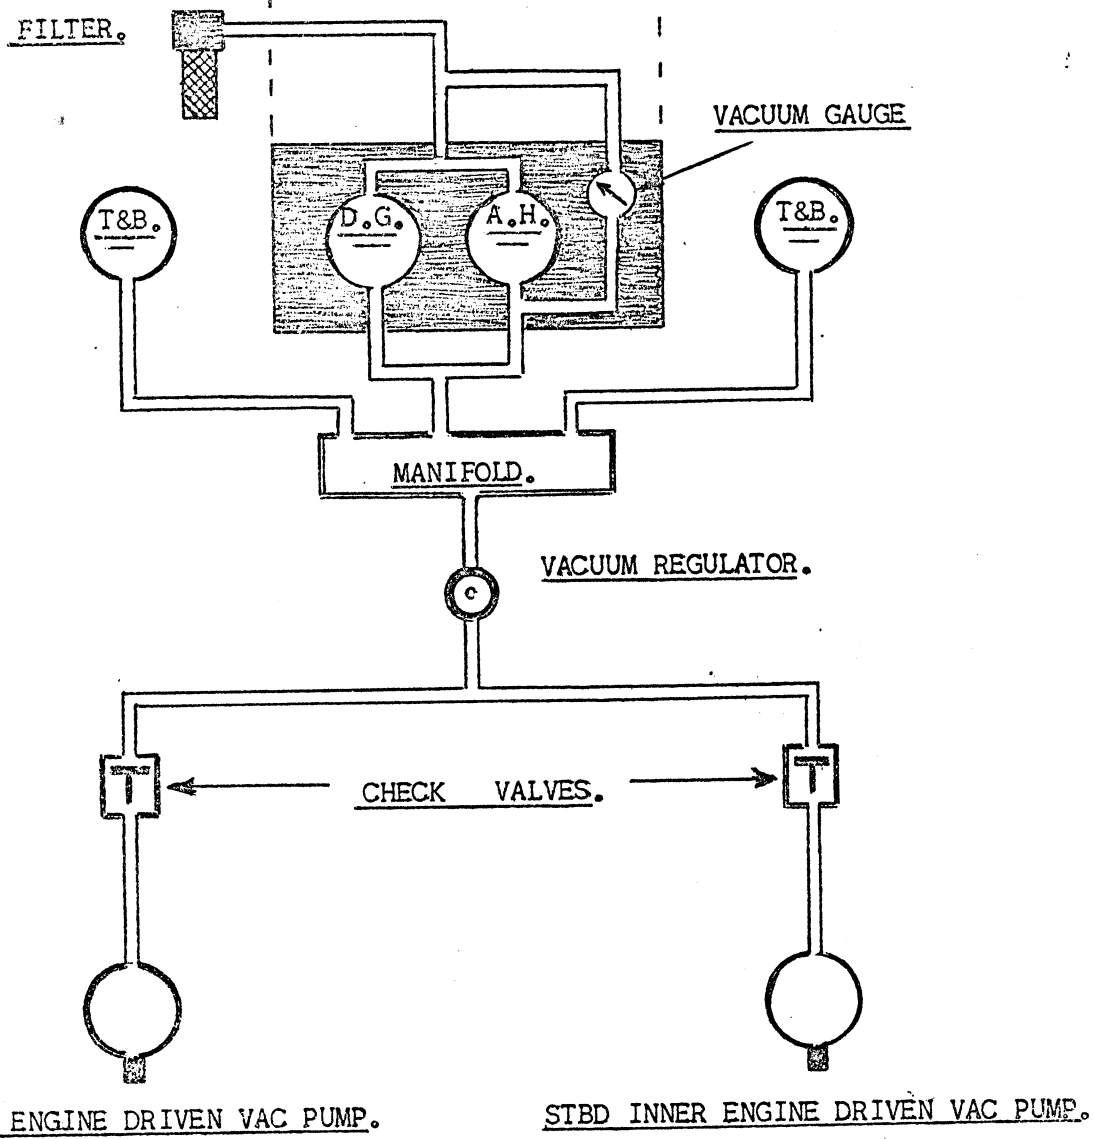 FILTER.
VACUUM GAUGE
T&B.
D.G.
A.H.
T&B.
MANIFOLD.
VACUUM REGULATOR.
CHECK VALVES.
ENGINE DRIVEN VAC PUMP.
STBD INNER ENGINE DRIVEN VAC PUMP.